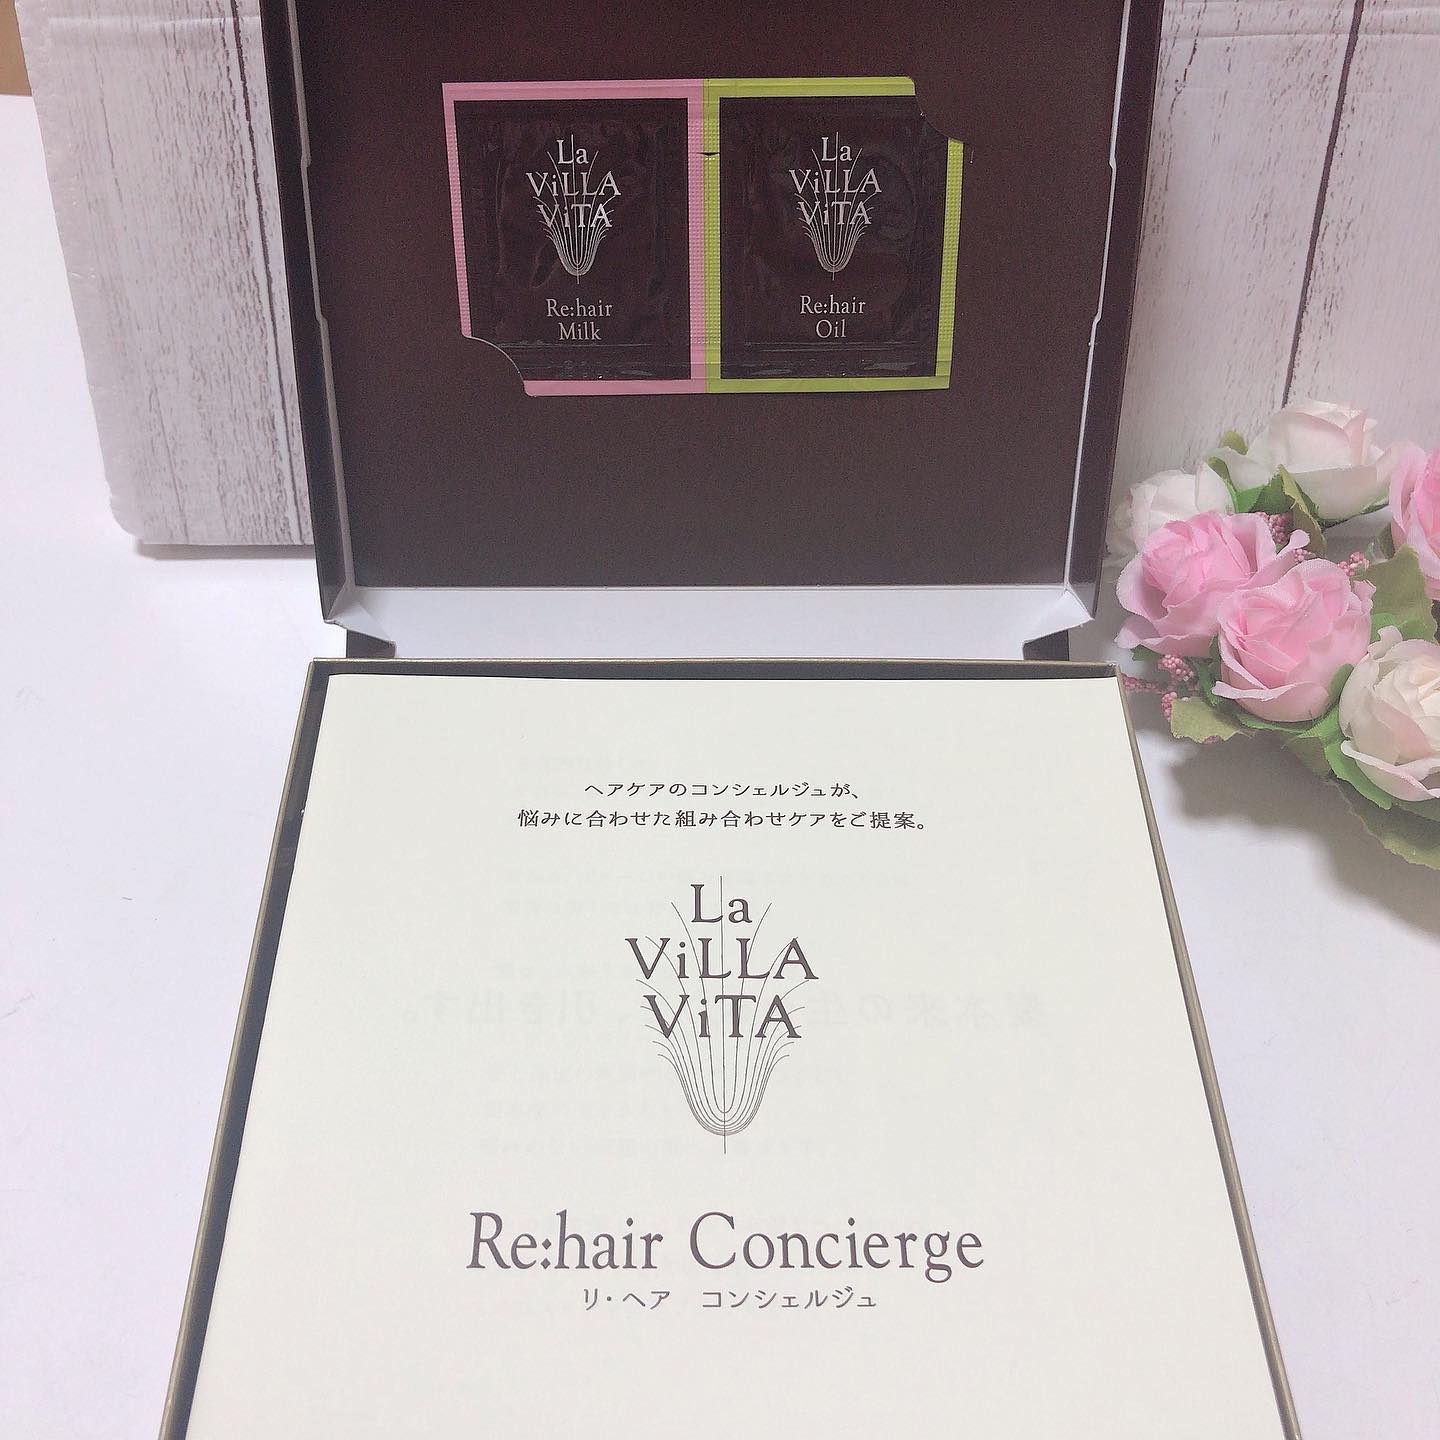 La
ViLLA
ViTA
Re:hair
Milk
La
ViLLA
ViTA
Re:hair
Oil
ヘアケアのコンシェルジュが、
悩みに合わせた組み合わせケアをご提案。
La
ViLLA
ViTA
Re:hair Concierge
リ・ヘア コンシェルジュ